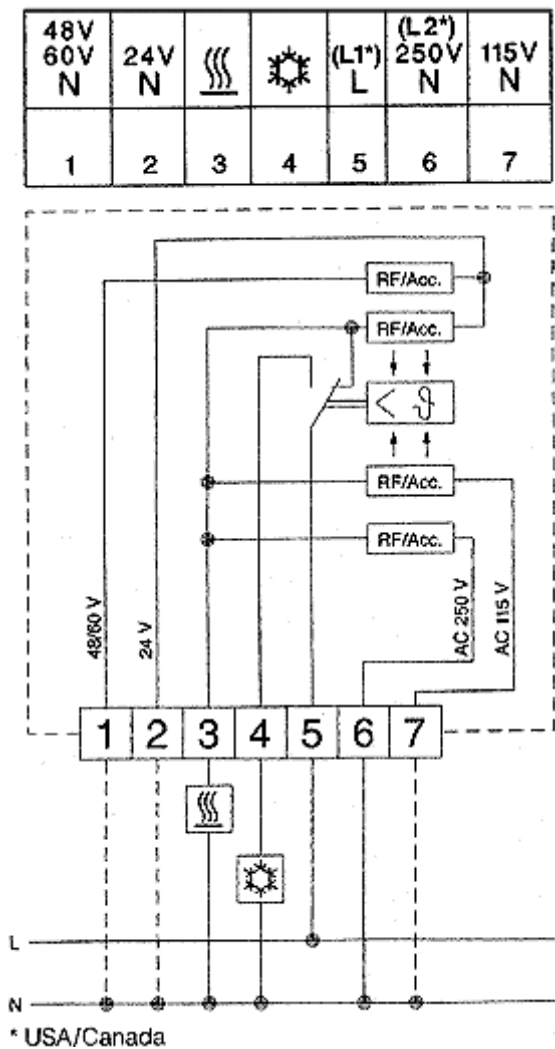 48V
60V
N
24V
N
(L1*)
L
(L2*)
250V
N
115V
N
1 2 3 4 5 6 7
RF/Acc.
RF/Acc.
< ϑ
RF/Acc.
RF/Acc.
48/60 V
24 V
AC 250 V
AC 115 V
1 2 3 4 5 6 7
L
N
* USA/Canada